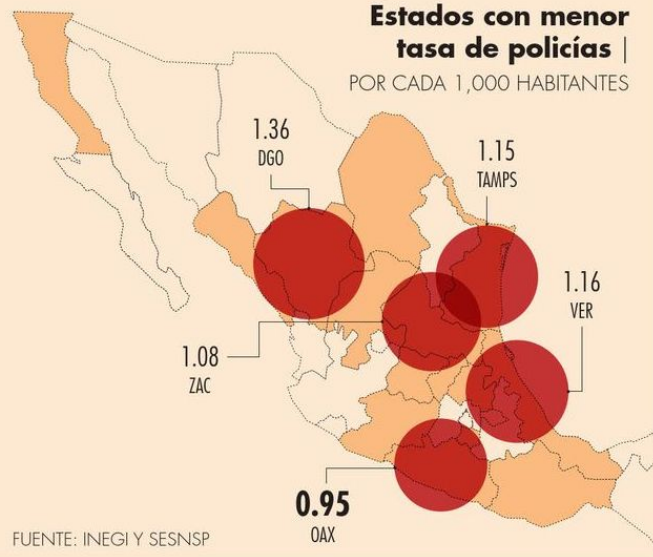 Estados con menor
tasa de policías |
POR CADA 1,000 HABITANTES
1.36
DGO
1.15
TAMPS
1.16
VER
1.08
ZAC
0.95
OAX
FUENTE: INEGI Y SESNSP